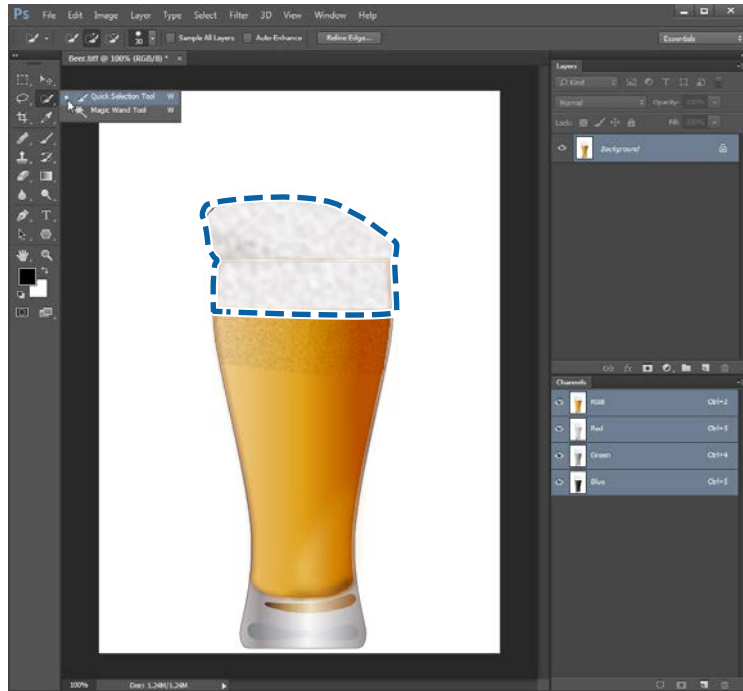 Ps File Edit Image Layer Type Select Filter 3D View Window Help
30 Sample All Layers Auto-Enhance Refine Edge... Essentials
Beer.tiff @ 100% (RGB/8) * ×
Quick Selection Tool W
Magic Wand Tool W
Layers
Kind
Normal Opacity: 100%
Lock: Fill: 100%
Background
Channels
RGB Ctrl+2
Red Ctrl+3
Green Ctrl+4
Blue Ctrl+5
100% Doc: 1.24M/1.24M